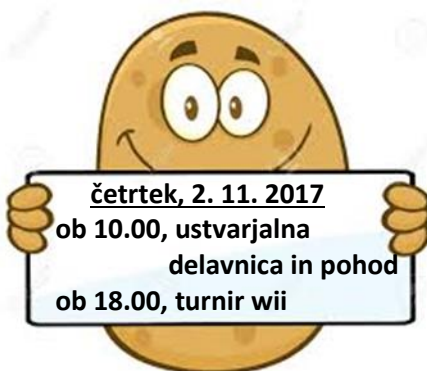 četrtek, 2. 11. 2017
ob 10.00, ustvarjalna
delavnica in pohod
ob 18.00, turnir wii